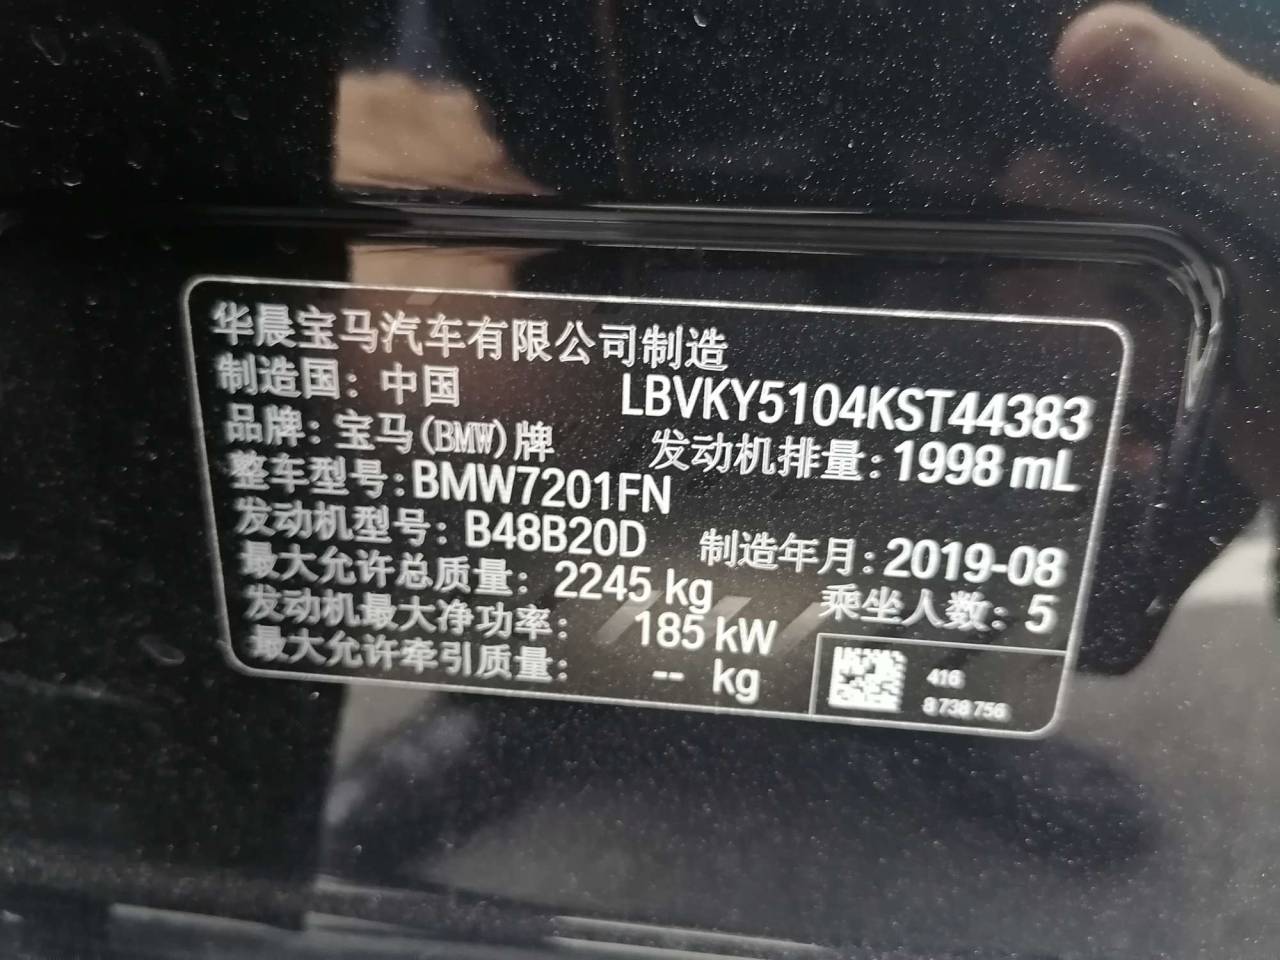 华晨宝马汽车有限公司制造
制造国：中国 LBVKY5104KST44383
品牌：宝马(BMW)牌 发动机排量：1998 mL
整车型号：BMW7201FN
发动机型号：B48B20D 制造年月：2019-08
最大允许总质量：2245 kg 乘坐人数：5
发动机最大净功率：185 kW
最大允许牵引质量：-- kg
416
8738756